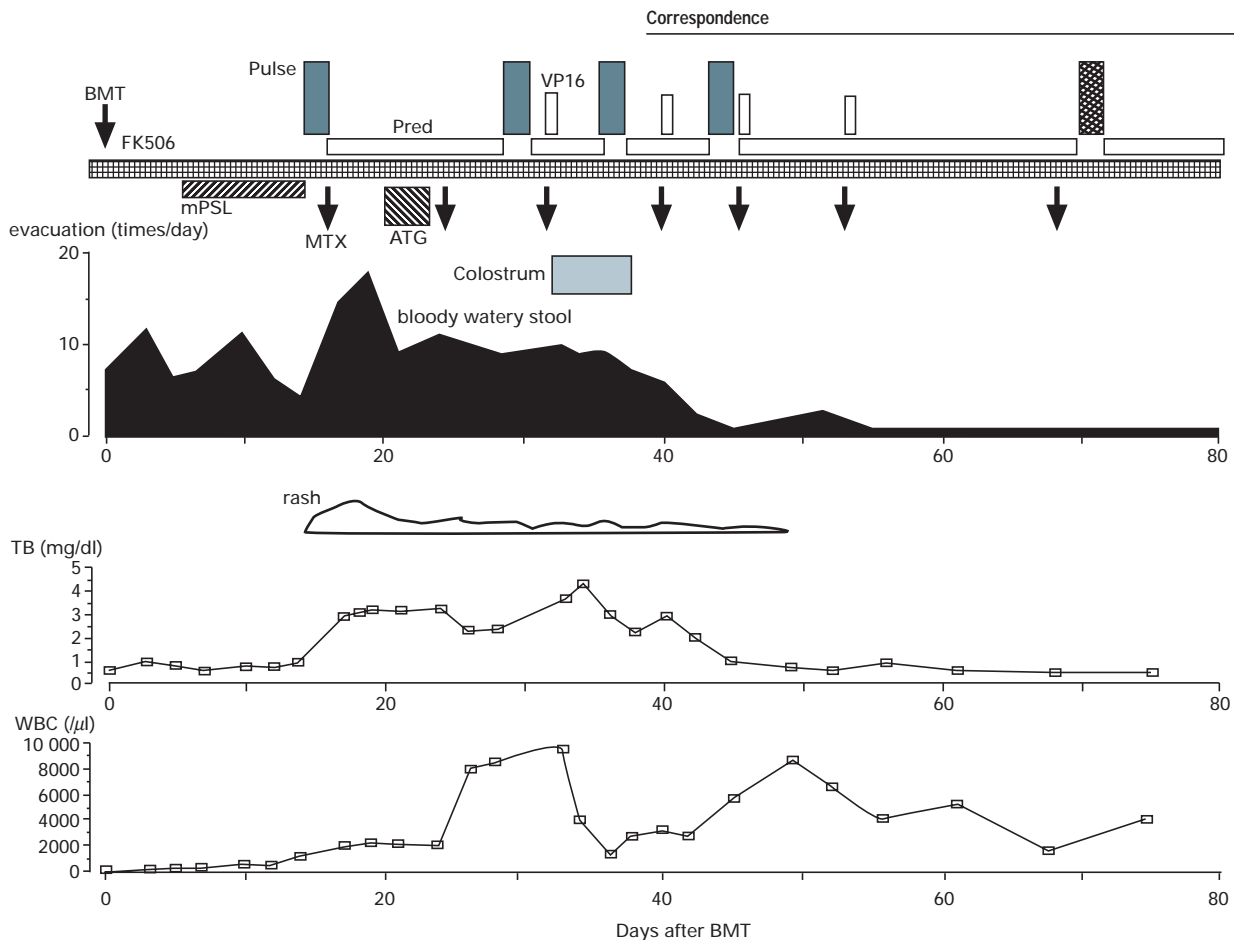 Correspondence
Pulse
VP16
BMT
Pred
FK506
mPSL
MTX
ATG
evacuation (times/day)
20
Colostrum
bloody watery stool
10
0
0 20 40 60 80
rash
TB (mg/dl)
5
4
3
2
1
0
0 20 40 60 80
WBC (/μl)
10 000
8000
6000
4000
2000
0
0 20 40 60 80
Days after BMT